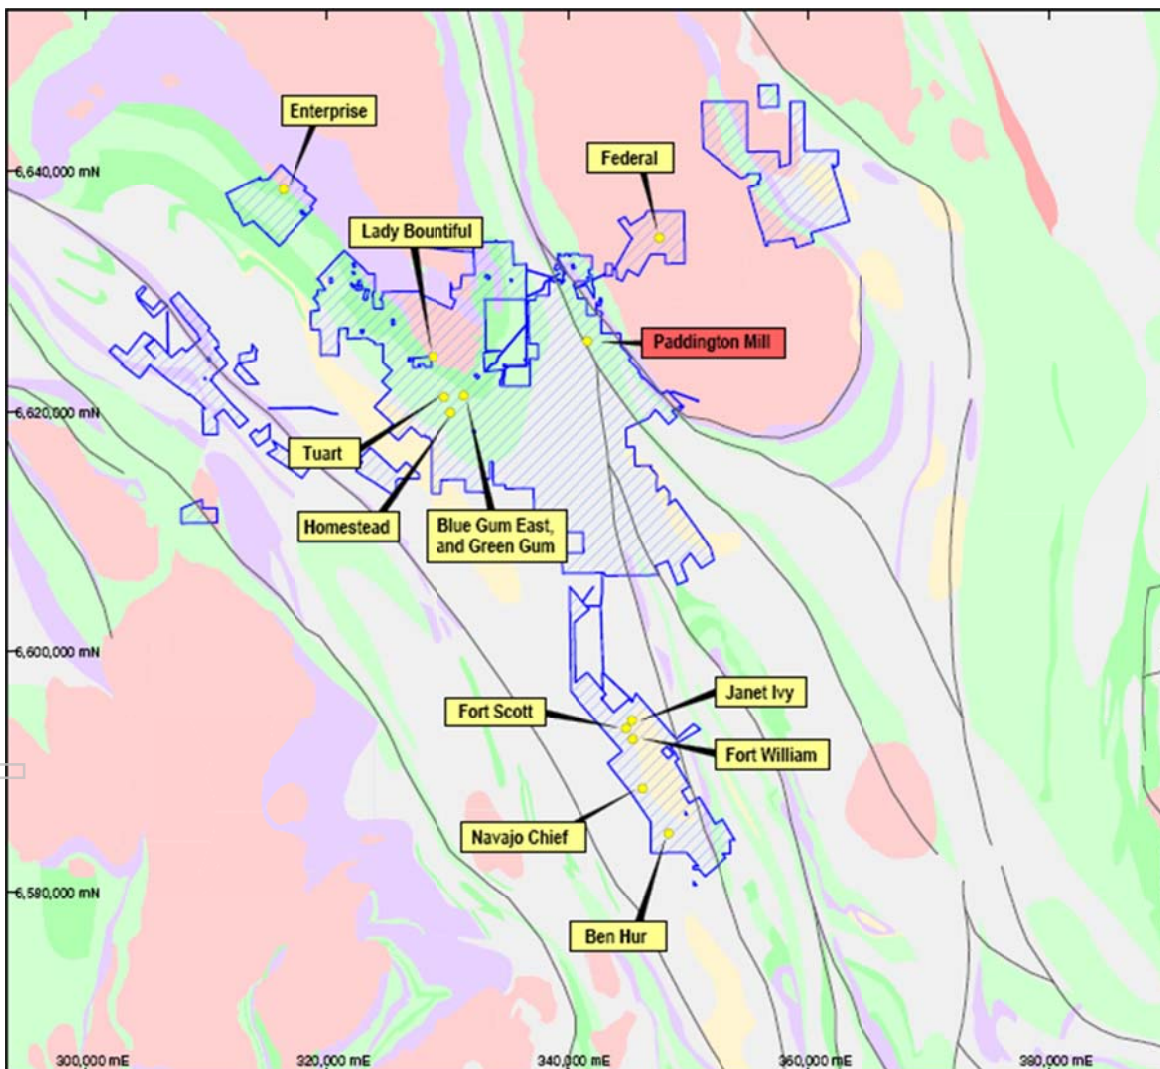 Enterprise
Federal
6,640,000 mN
Lady Bountiful
Paddington Mill
6,620,000 mN
Tuart
Homestead
Blue Gum East,
and Green Gum
6,600,000 mN
Janet Ivy
Fort Scott
Fort William
Navajo Chief
6,580,000 mN
Ben Hur
300,000 mE
320,000 mE
340,000 mE
360,000 mE
380,000 mE